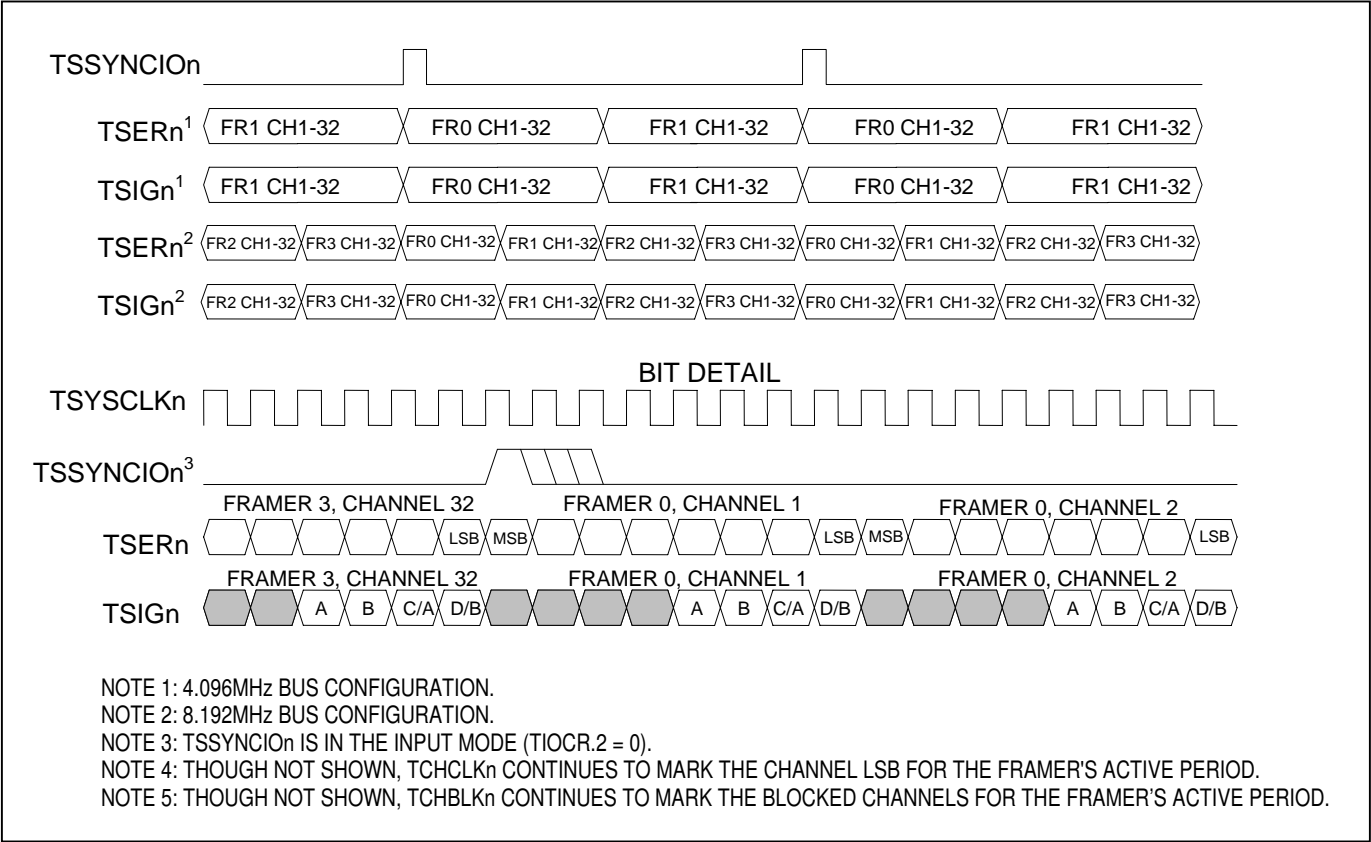 TSSYNCIOn
TSERn1 FR1 CH1-32 FR0 CH1-32 FR1 CH1-32 FR0 CH1-32 FR1 CH1-32
TSIGn1 FR1 CH1-32 FR0 CH1-32 FR1 CH1-32 FR0 CH1-32 FR1 CH1-32
TSERn2 FR2 CH1-32 FR3 CH1-32 FR0 CH1-32 FR1 CH1-32 FR2 CH1-32 FR3 CH1-32 FR0 CH1-32 FR1 CH1-32 FR2 CH1-32 FR3 CH1-32
TSIGn2 FR2 CH1-32 FR3 CH1-32 FR0 CH1-32 FR1 CH1-32 FR2 CH1-32 FR3 CH1-32 FR0 CH1-32 FR1 CH1-32 FR2 CH1-32 FR3 CH1-32
BIT DETAIL
TSYSCLKn
TSSYNCIOn3
FRAMER 3, CHANNEL 32 FRAMER 0, CHANNEL 1 FRAMER 0, CHANNEL 2
TSERn LSB MSB LSB MSB LSB
FRAMER 3, CHANNEL 32 FRAMER 0, CHANNEL 1 FRAMER 0, CHANNEL 2
TSIGn A B C/A D/B A B C/A D/B A B C/A D/B
NOTE 1: 4.096MHz BUS CONFIGURATION.
NOTE 2: 8.192MHz BUS CONFIGURATION.
NOTE 3: TSSYNCIOn IS IN THE INPUT MODE (TIOCR.2 = 0).
NOTE 4: THOUGH NOT SHOWN, TCHCLKn CONTINUES TO MARK THE CHANNEL LSB FOR THE FRAMER'S ACTIVE PERIOD.
NOTE 5: THOUGH NOT SHOWN, TCHBLKn CONTINUES TO MARK THE BLOCKED CHANNELS FOR THE FRAMER'S ACTIVE PERIOD.